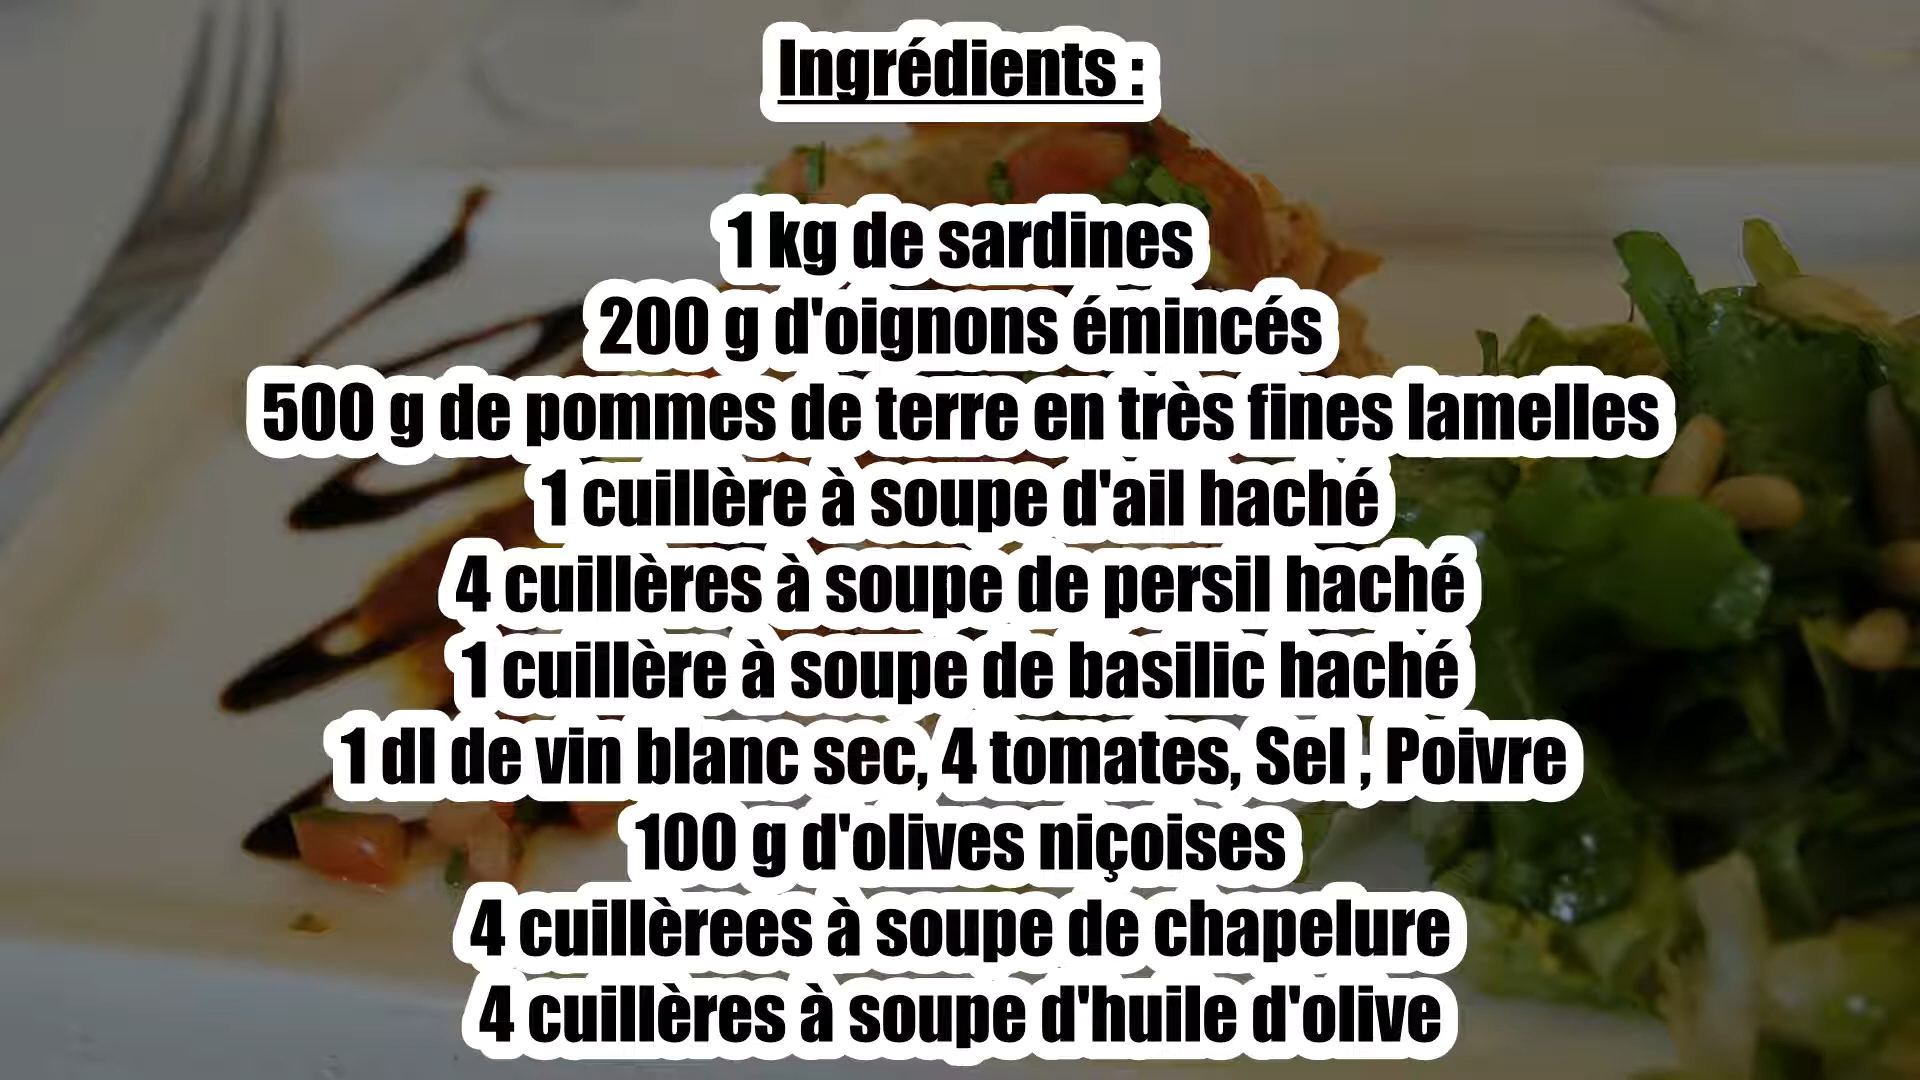 Ingrédients :
1 kg de sardines
200 g d'oignons émincés
500 g de pommes de terre en très fines lamelles
1 cuillère à soupe d'ail haché
4 cuillères à soupe de persil haché
1 cuillère à soupe de basilic haché
1 dl de vin blanc sec, 4 tomates, Sel , Poivre
100 g d'olives niçoises
4 cuillèrees à soupe de chapelure
4 cuillères à soupe d'huile d'olive